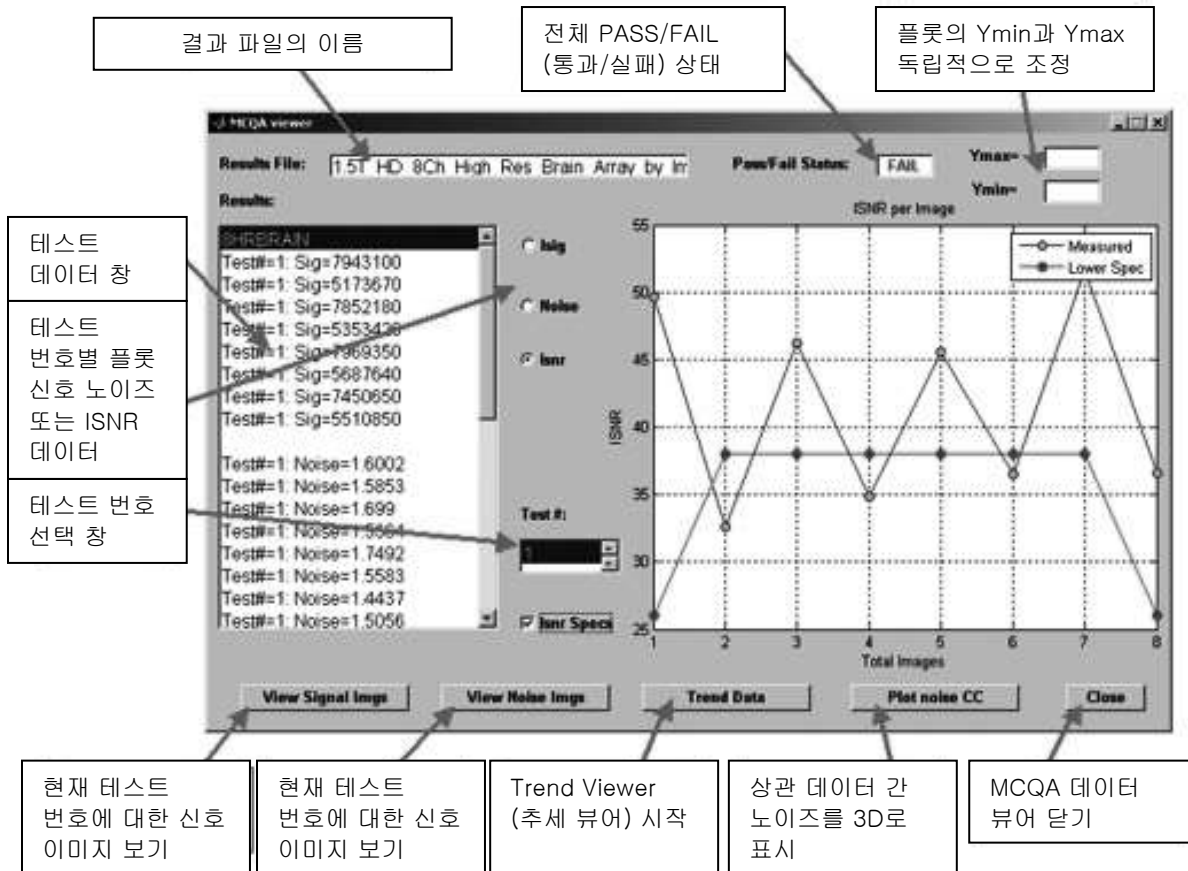 결과 파일의 이름
전체 PASS/FAIL
(통과/실패) 상태
플롯의 Ymin과 Ymax
독립적으로 조정
MCQA viewer
Results File:
1.5T HD 8Ch High Res Brain Array by In
Pass/Fail Status:
FAIL
Ymax=
Ymin=
Results:
8HRBRAIN
Test#=1: Sig=7943100
Test#=1: Sig=5173670
Test#=1: Sig=7852180
Test#=1: Sig=7969350
Test#=1: Sig=5687640
Test#=1: Sig=7450650
Test#=1: Sig=5510850
Test#=1: Noise=1.6002
Test#=1: Noise=1.5853
Test#=1: Noise=1.699
Test#=1: Noise=1.7492
Test#=1: Noise=1.5583
Test#=1: Noise=1.4437
Test#=1: Noise=1.5056
Isig
Noise
Isnr
Test #:
1
Isnr Specs
ISNR per Image
Measured
Lower Spec
ISNR
55
50
45
40
35
30
25
1 2 3 4 5 6 7 8
Total Images
View Signal Imgs
View Noise Imgs
Trend Data
Plot noise CC
Close
테스트
데이터 창
테스트
번호별 플롯
신호 노이즈
또는 ISNR
데이터
테스트 번호
선택 창
현재 테스트
번호에 대한 신호
이미지 보기
현재 테스트
번호에 대한 신호
이미지 보기
Trend Viewer
(추세 뷰어) 시작
상관 데이터 간
노이즈를 3D로
표시
MCQA 데이터
뷰어 닫기